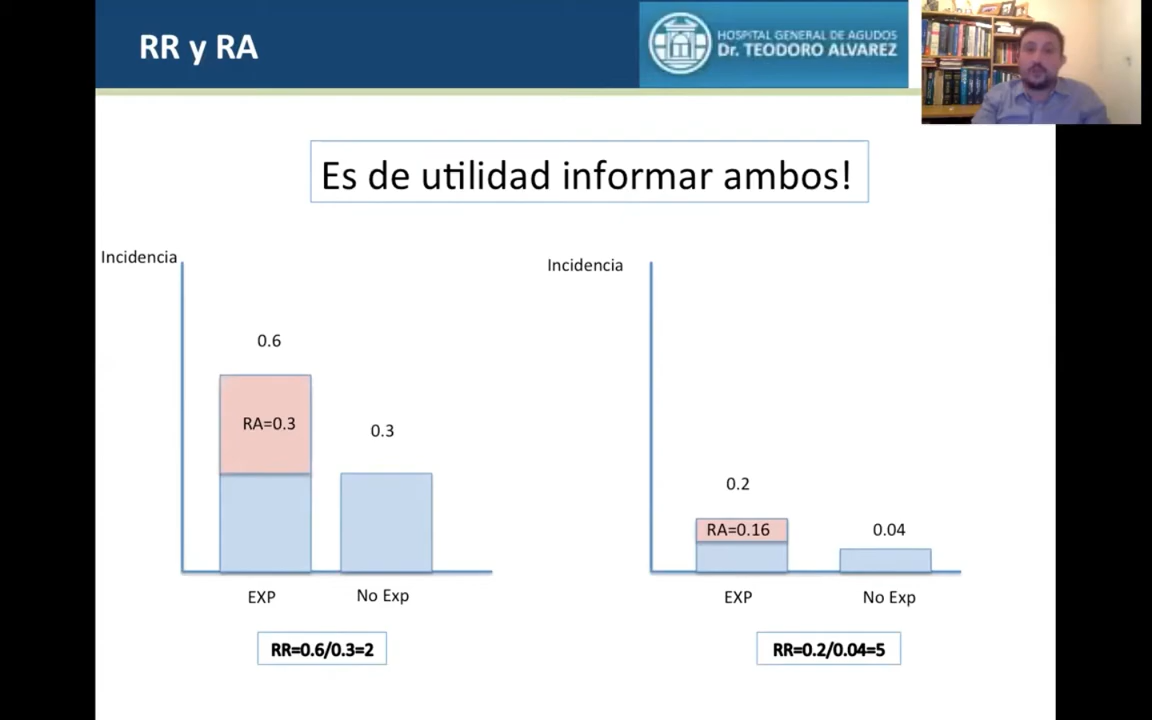 RR y RA
HOSPITAL GENERAL DE AGUDOS
Dr. TEODORO ALVAREZ
Es de utilidad informar ambos!
Incidencia
0.6
RA=0.3
0.3
EXP
No Exp
RR=0.6/0.3=2
Incidencia
0.2
RA=0.16
0.04
EXP
No Exp
RR=0.2/0.04=5